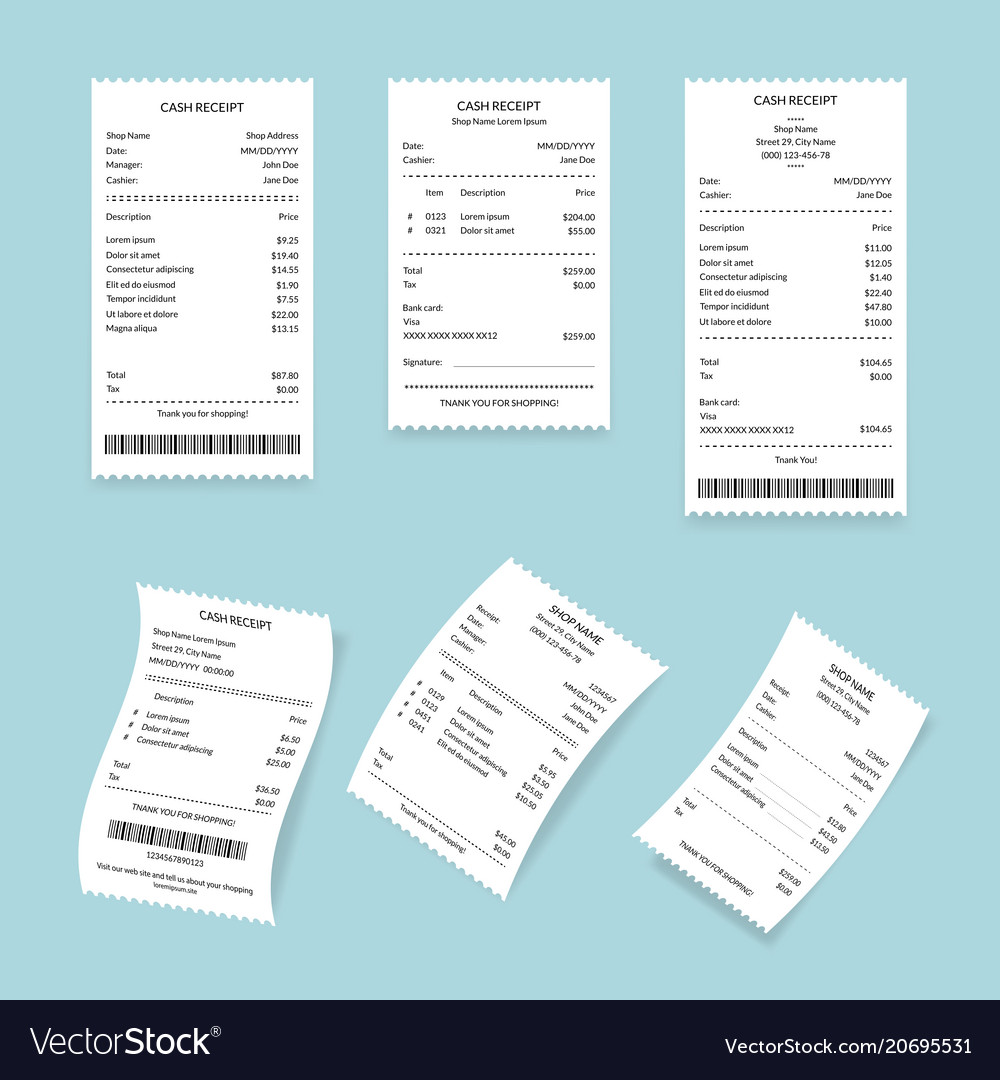 CASH RECEIPT
Shop Name Shop Address
Date: MM/DD/YYYY
Manager: John Doe
Cashier: Jane Doe
Description Price
Lorem ipsum $9.25
Dolor sit amet $19.40
Consectetur adipiscing $14.55
Elit ed do eiusmod $1.90
Tempor incididunt $7.55
Ut labore et dolore $22.00
Magna aliqua $13.15
Total $87.80
Tax $0.00
Tnank you for shopping!
CASH RECEIPT
Shop Name Lorem Ipsum
Date: MM/DD/YYYY
Cashier: Jane Doe
Item Description Price
# 0123 Lorem ipsum $204.00
# 0321 Dolor sit amet $55.00
Total $259.00
Tax $0.00
Bank card:
Visa
XXXX XXXX XXXX XX12 $259.00
Signature:
****************************************
TNANK YOU FOR SHOPPING!
CASH RECEIPT
*****
Shop Name
Street 29, City Name
(000) 123-456-78
*****
Date: MM/DD/YYYY
Cashier: Jane Doe
Description Price
Lorem ipsum $11.00
Dolor sit amet $12.05
Consectetur adipiscing $1.40
Elit ed do eiusmod $22.40
Tempor incididunt $47.80
Ut labore et dolore $10.00
Total $104.65
Tax $0.00
Bank card:
Visa
XXXX XXXX XXXX XX12 $104.65
Tnank You!
CASH RECEIPT
Shop Name Lorem Ipsum
Street 29, City Name
MM/DD/YYYY 00:00:00
Description Price
# Lorem ipsum $6.50
# Dolor sit amet $5.00
# Consectetur adipiscing $25.00
Total $36.50
Tax $0.00
THANK YOU FOR SHOPPING!
1234567890123
Visit our web site and tell us about your shopping
loremipsum.site
SHOP NAME
Street 29, City Name
(000) 123-456-78
Receipt: 1234567
Date: MM/DD/YYYY
Manager: John Doe
Cashier: Jane Doe
Item Description Price
# 0129 Lorem ipsum $5.95
# 0123 Dolor sit amet $3.50
# 0451 Consectetur adipiscing $25.05
# 0241 Elit ed do eiusmod $10.50
Total $45.00
Tax $0.00
Thank you for shopping!
SHOP NAME
Street 29, City Name
(000) 123-456-78
Receipt: 1234567
Date: MM/DD/YYYY
Cashier: Jane Doe
Description Price
Lorem ipsum $12.80
Dolor sit amet $43.50
Consectetur adipiscing $13.50
Total $259.00
Tax $0.00
THANK YOU FOR SHOPPING!
VectorStock®
VectorStock.com/20695531